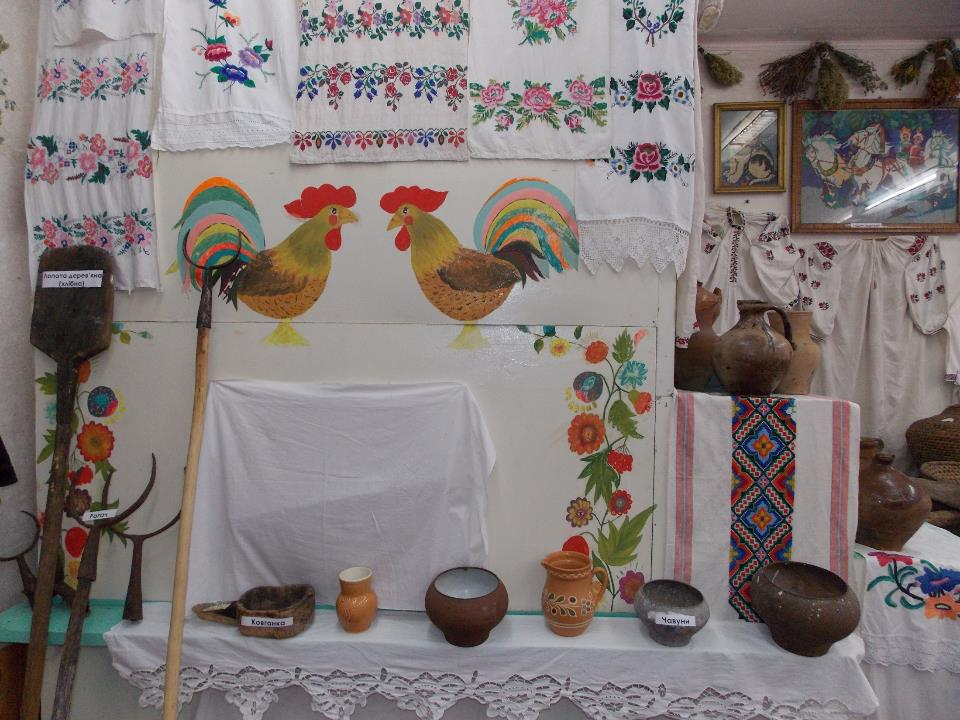 Лопата дерев'яна
(хлібна)
Рогач
Ковганка
Чавуни